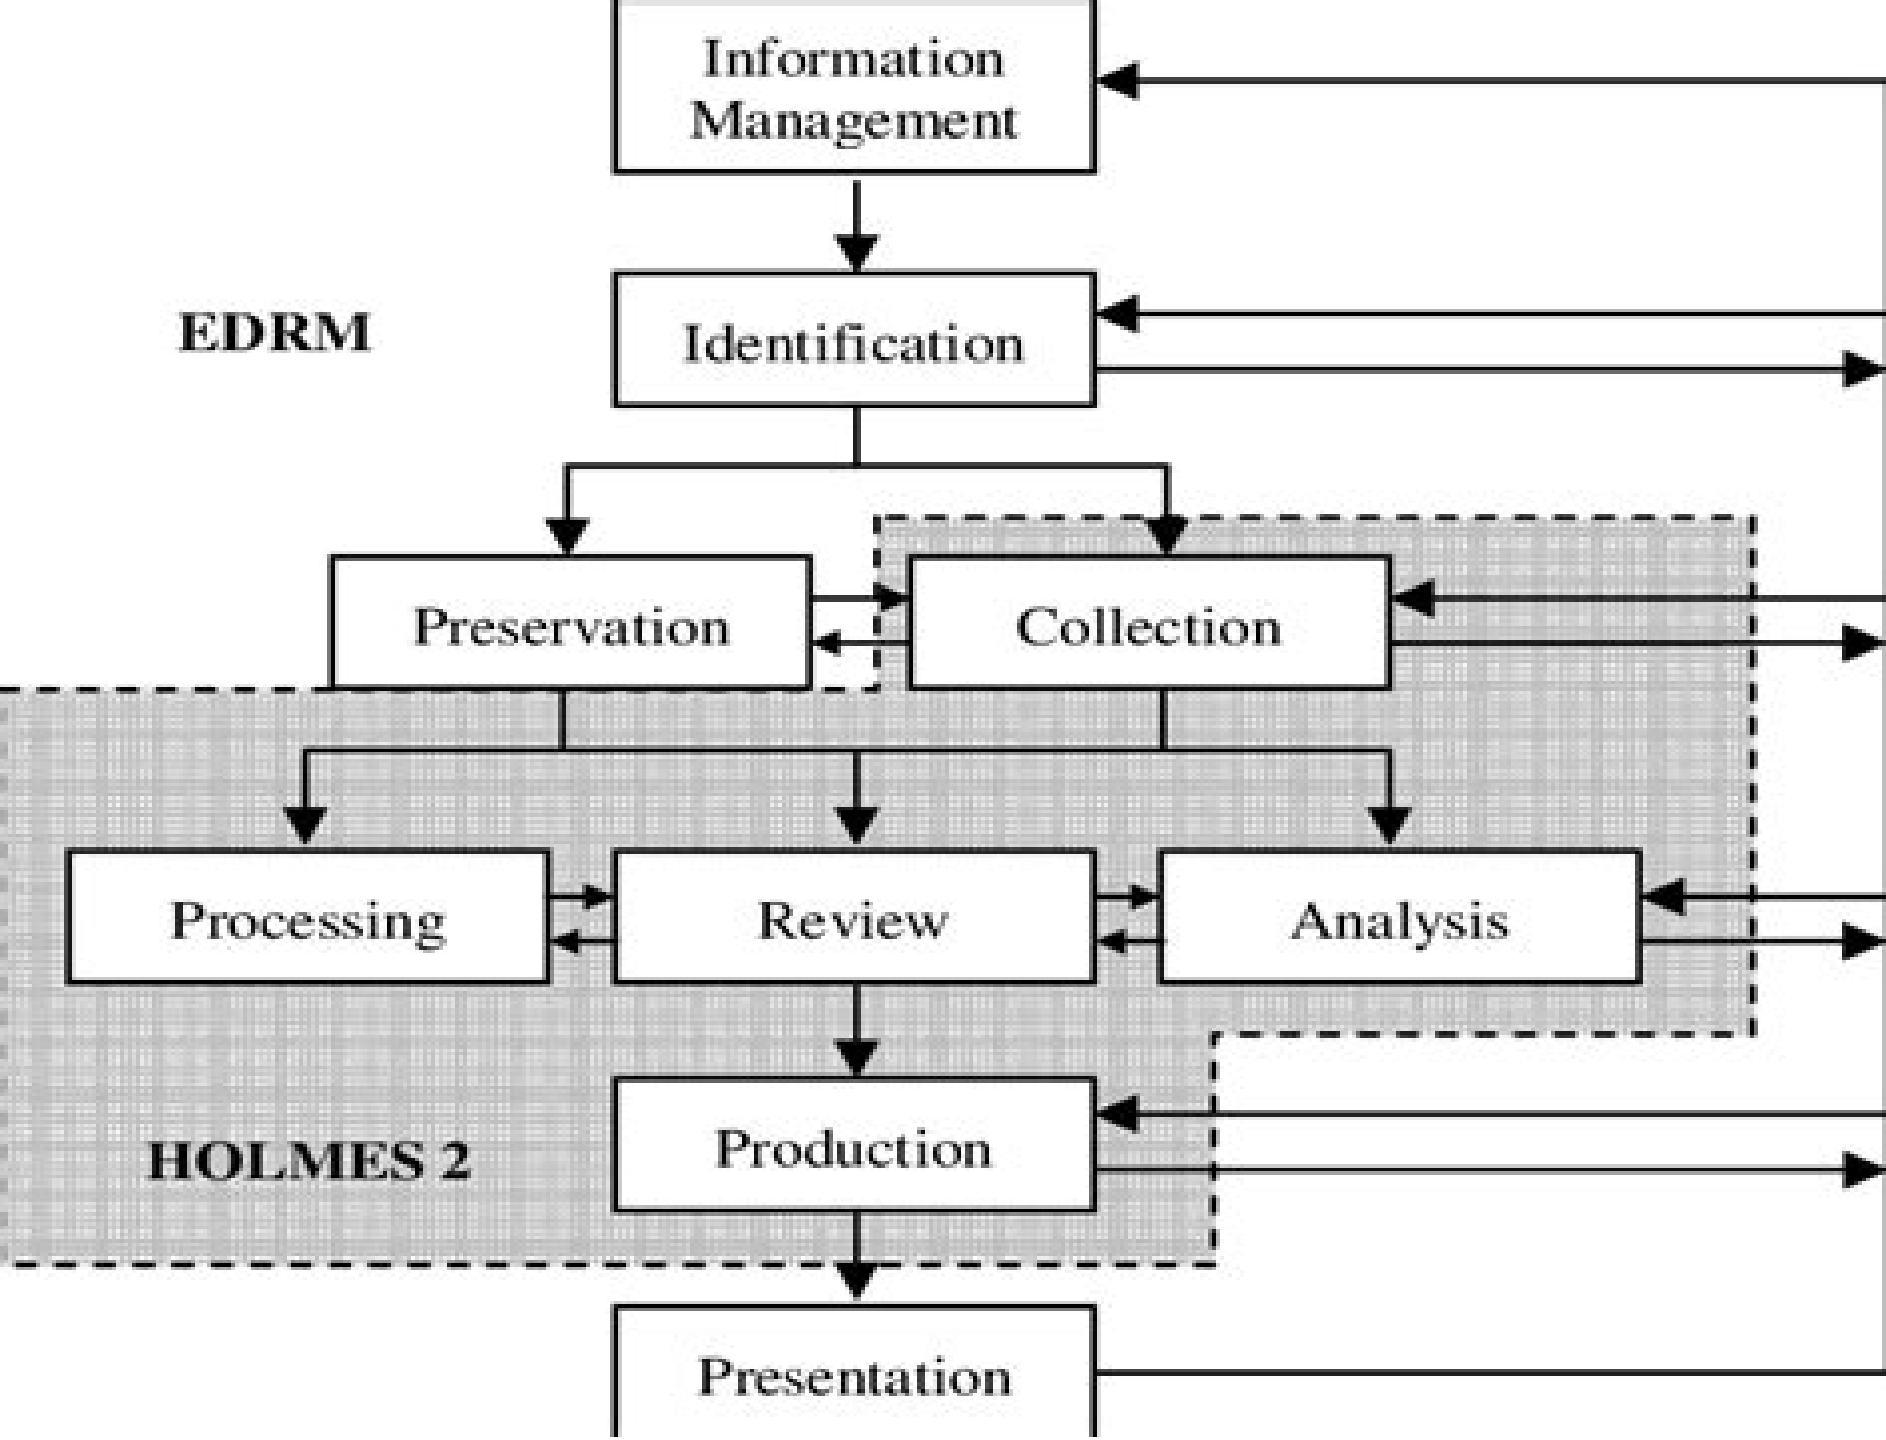 Information
Management
EDRM
Identification
Preservation
Collection
Processing
Review
Analysis
Production
HOLMES 2
Presentation